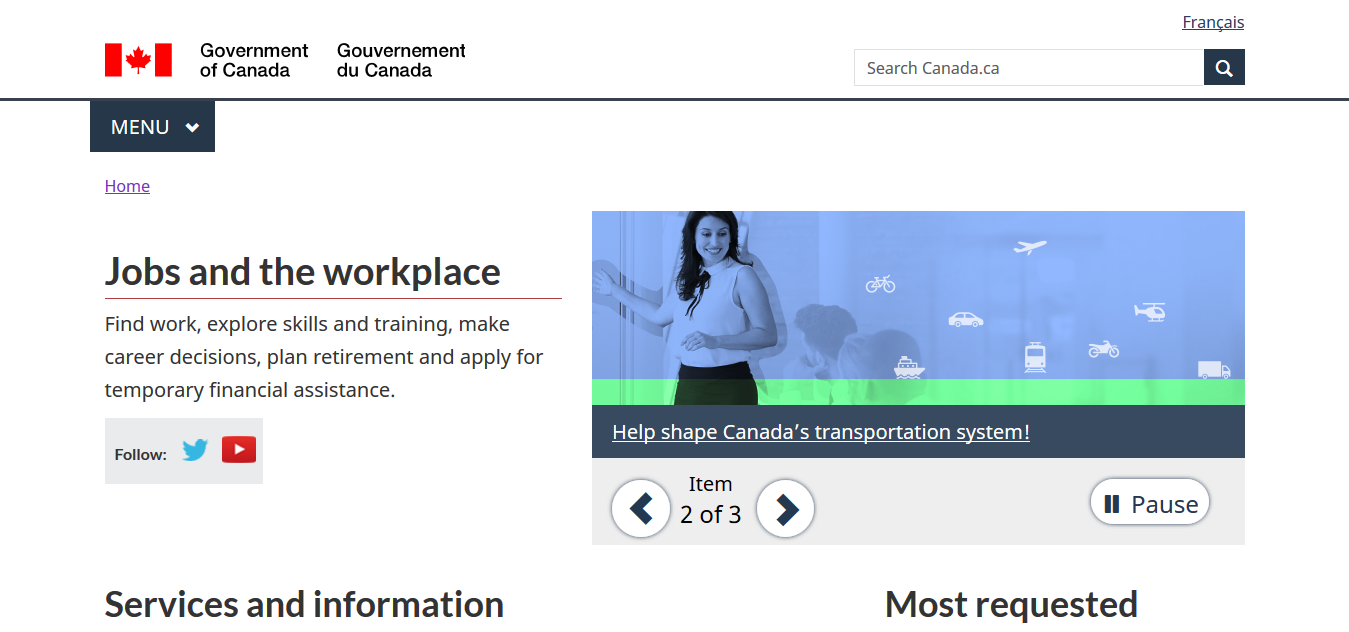 Français
Government
of Canada
Gouvernement
du Canada
Search Canada.ca
MENU
Home
Jobs and the workplace
Find work, explore skills and training, make
career decisions, plan retirement and apply for
temporary financial assistance.
Follow:
Help shape Canada’s transportation system!
Item
2 of 3
Pause
Services and information
Most requested